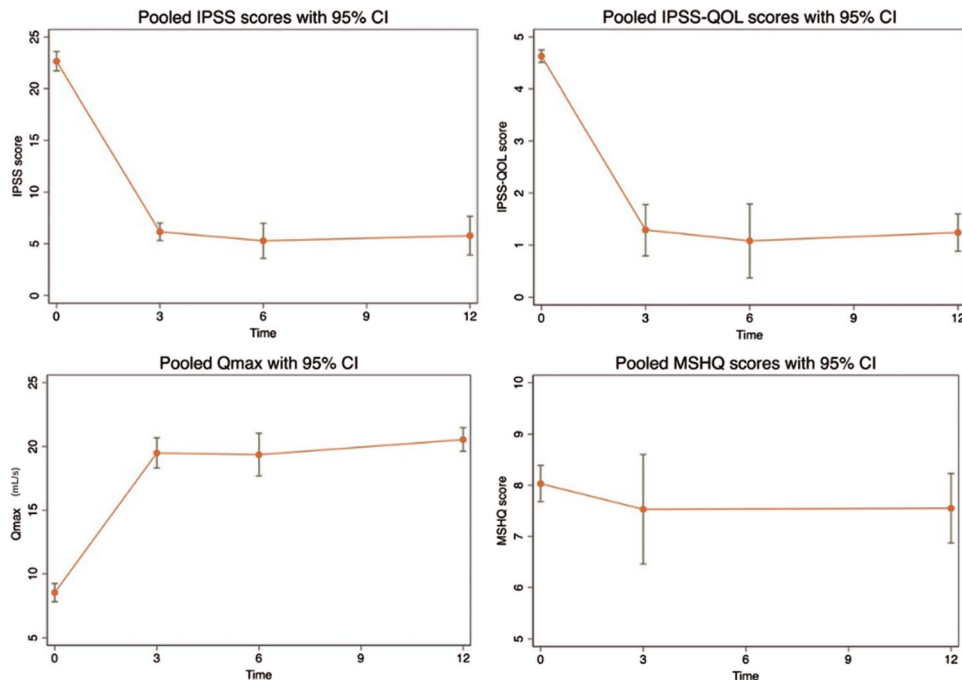 Pooled IPSS scores with 95% CI
IPSS score
25
20
15
10
5
0
0 3 6 9 12
Time
Pooled IPSS-QOL scores with 95% CI
IPSS-QOL score
5
4
3
2
1
0
0 3 6 9 12
Time
Pooled Qmax with 95% CI
Qmax (mL/s)
25
20
15
10
5
0 3 6 9 12
Time
Pooled MSHQ scores with 95% CI
MSHQ score
10
9
8
7
6
5
0 3 6 9 12
Time